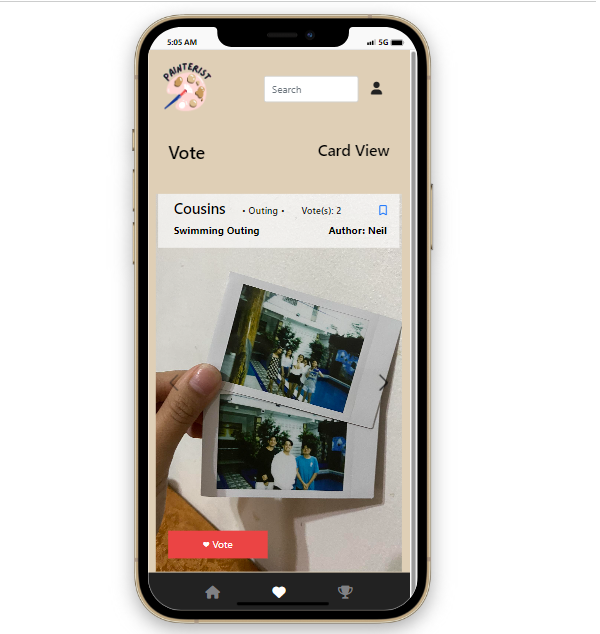 5:05 AM 5G
PAINTERIST
Search
Vote
Card View
Cousins • Outing • Vote(s): 2
Swimming Outing Author: Neil
Vote